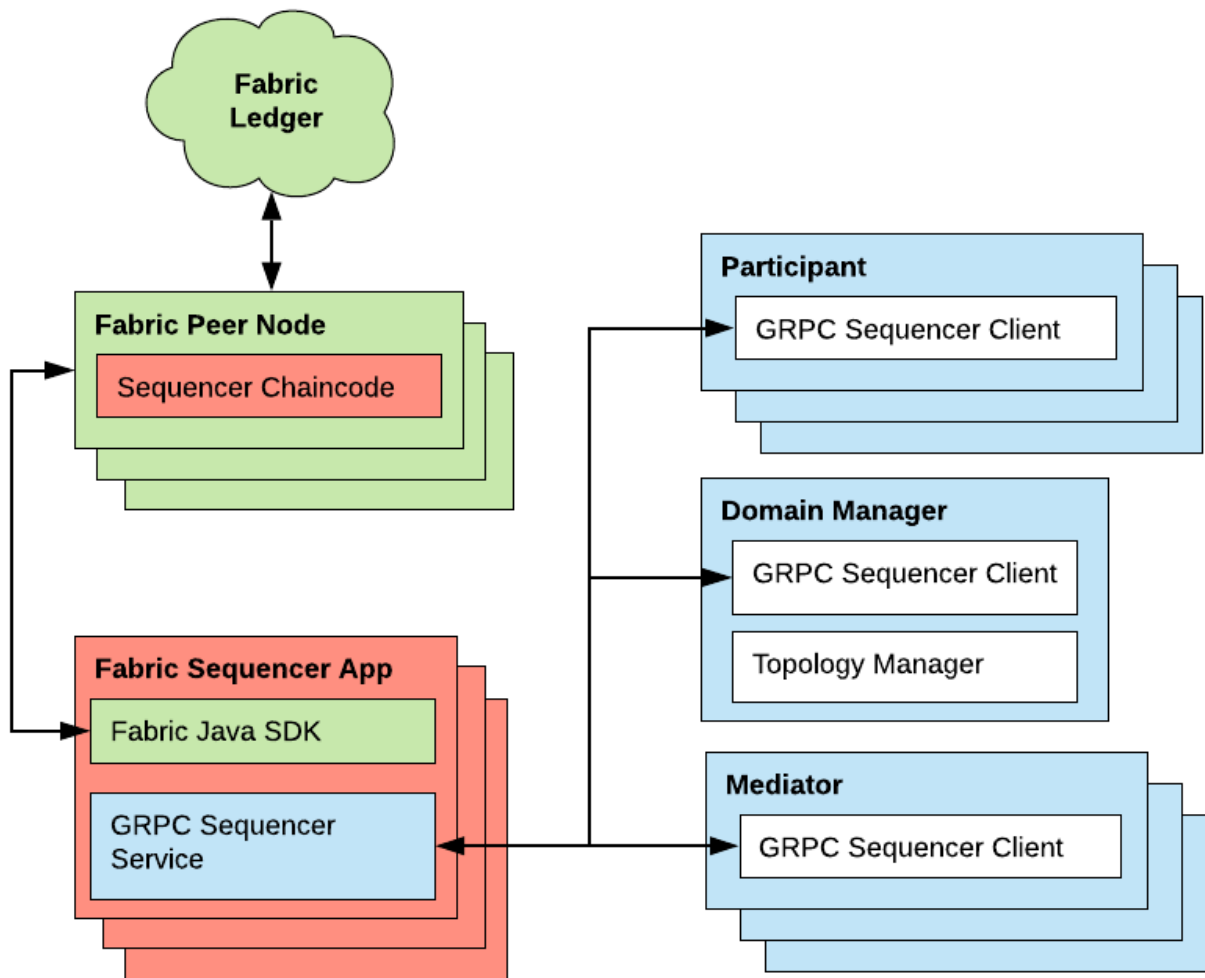 Fabric
Ledger
Fabric Peer Node
Sequencer Chaincode
Fabric Sequencer App
Fabric Java SDK
GRPC Sequencer
Service
Participant
GRPC Sequencer Client
Domain Manager
GRPC Sequencer Client
Topology Manager
Mediator
GRPC Sequencer Client